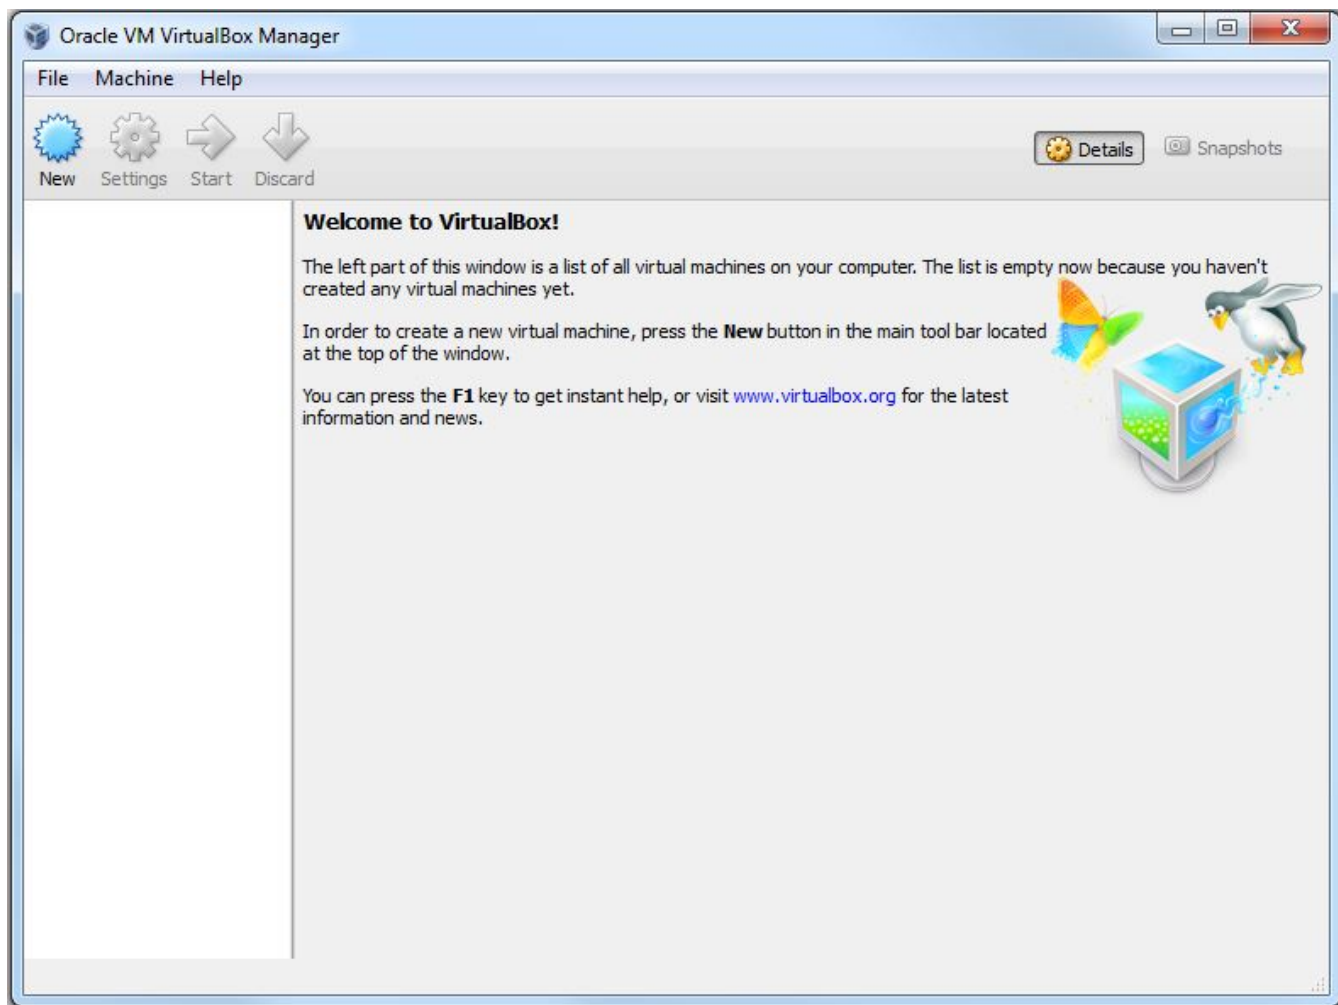 Oracle VM VirtualBox Manager
File Machine Help
New Settings Start Discard Details Snapshots
Welcome to VirtualBox!
The left part of this window is a list of all virtual machines on your computer. The list is empty now because you haven't
created any virtual machines yet.
In order to create a new virtual machine, press the New button in the main tool bar located
at the top of the window.
You can press the F1 key to get instant help, or visit www.virtualbox.org for the latest
information and news.